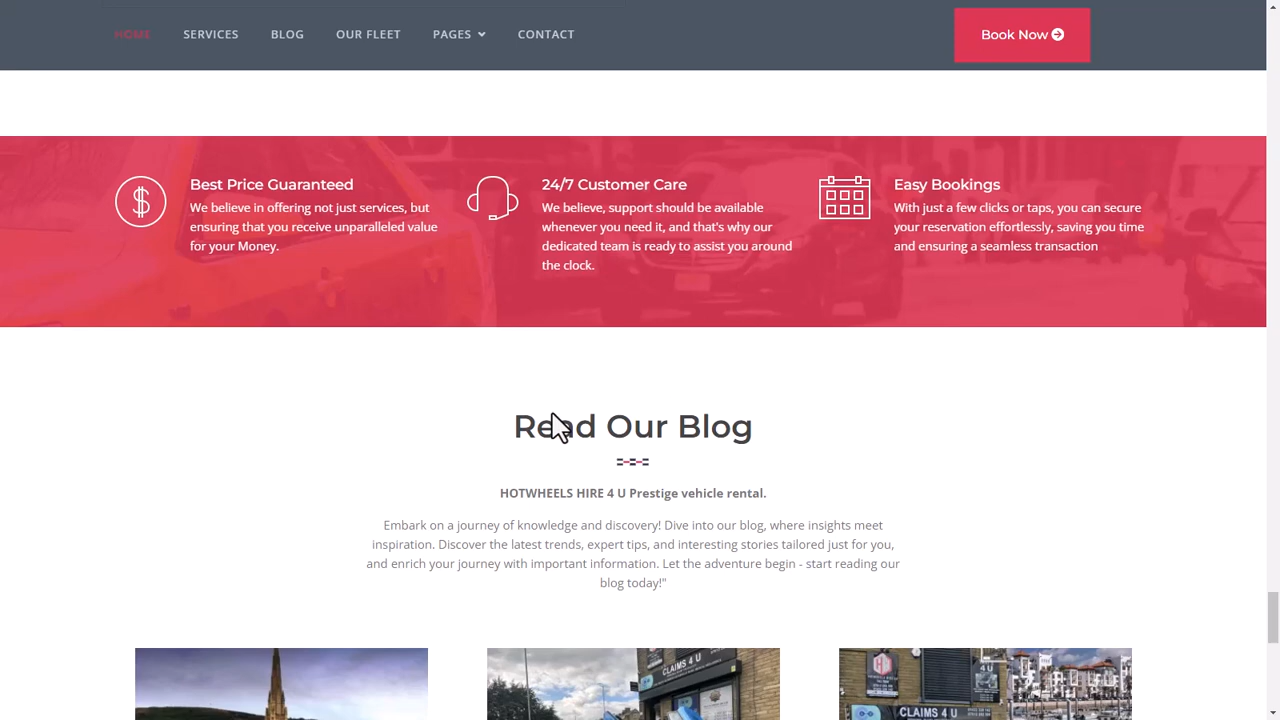 HOME SERVICES BLOG OUR FLEET PAGES CONTACT Book Now
Best Price Guaranteed
We believe in offering not just services, but
ensuring that you receive unparalleled value
for your Money.
24/7 Customer Care
We believe, support should be available
whenever you need it, and that's why our
dedicated team is ready to assist you around
the clock.
Easy Bookings
With just a few clicks or taps, you can secure
your reservation effortlessly, saving you time
and ensuring a seamless transaction
Read Our Blog
HOTWHEELS HIRE 4 U Prestige vehicle rental.
Embark on a journey of knowledge and discovery! Dive into our blog, where insights meet
inspiration. Discover the latest trends, expert tips, and interesting stories tailored just for you,
and enrich your journey with important information. Let the adventure begin - start reading our
blog today!"
CLAIMS 4 U
4U
CLAIMS 4 U